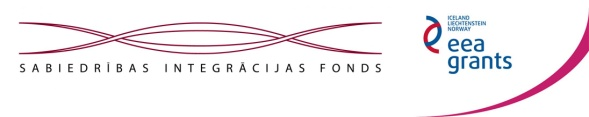 SABIEDRĪBAS INTEGRĀCIJAS FONDS
ICELAND
LIECHTENSTEIN
NORWAY
eea
grants